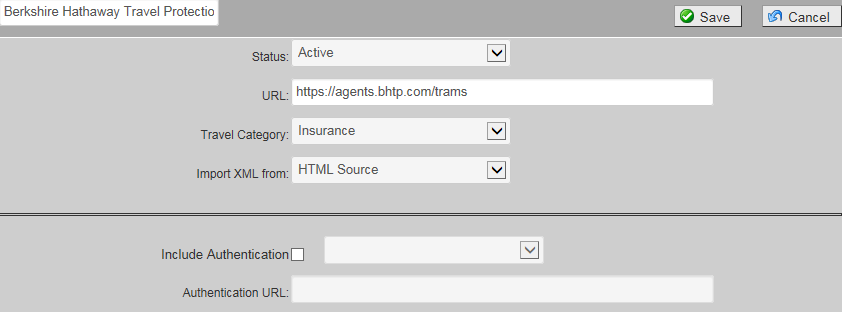 Berkshire Hathaway Travel Protectio
Save
Cancel
Status: Active
URL: https://agents.bhtp.com/trams
Travel Category: Insurance
Import XML from: HTML Source
Include Authentication
Authentication URL: